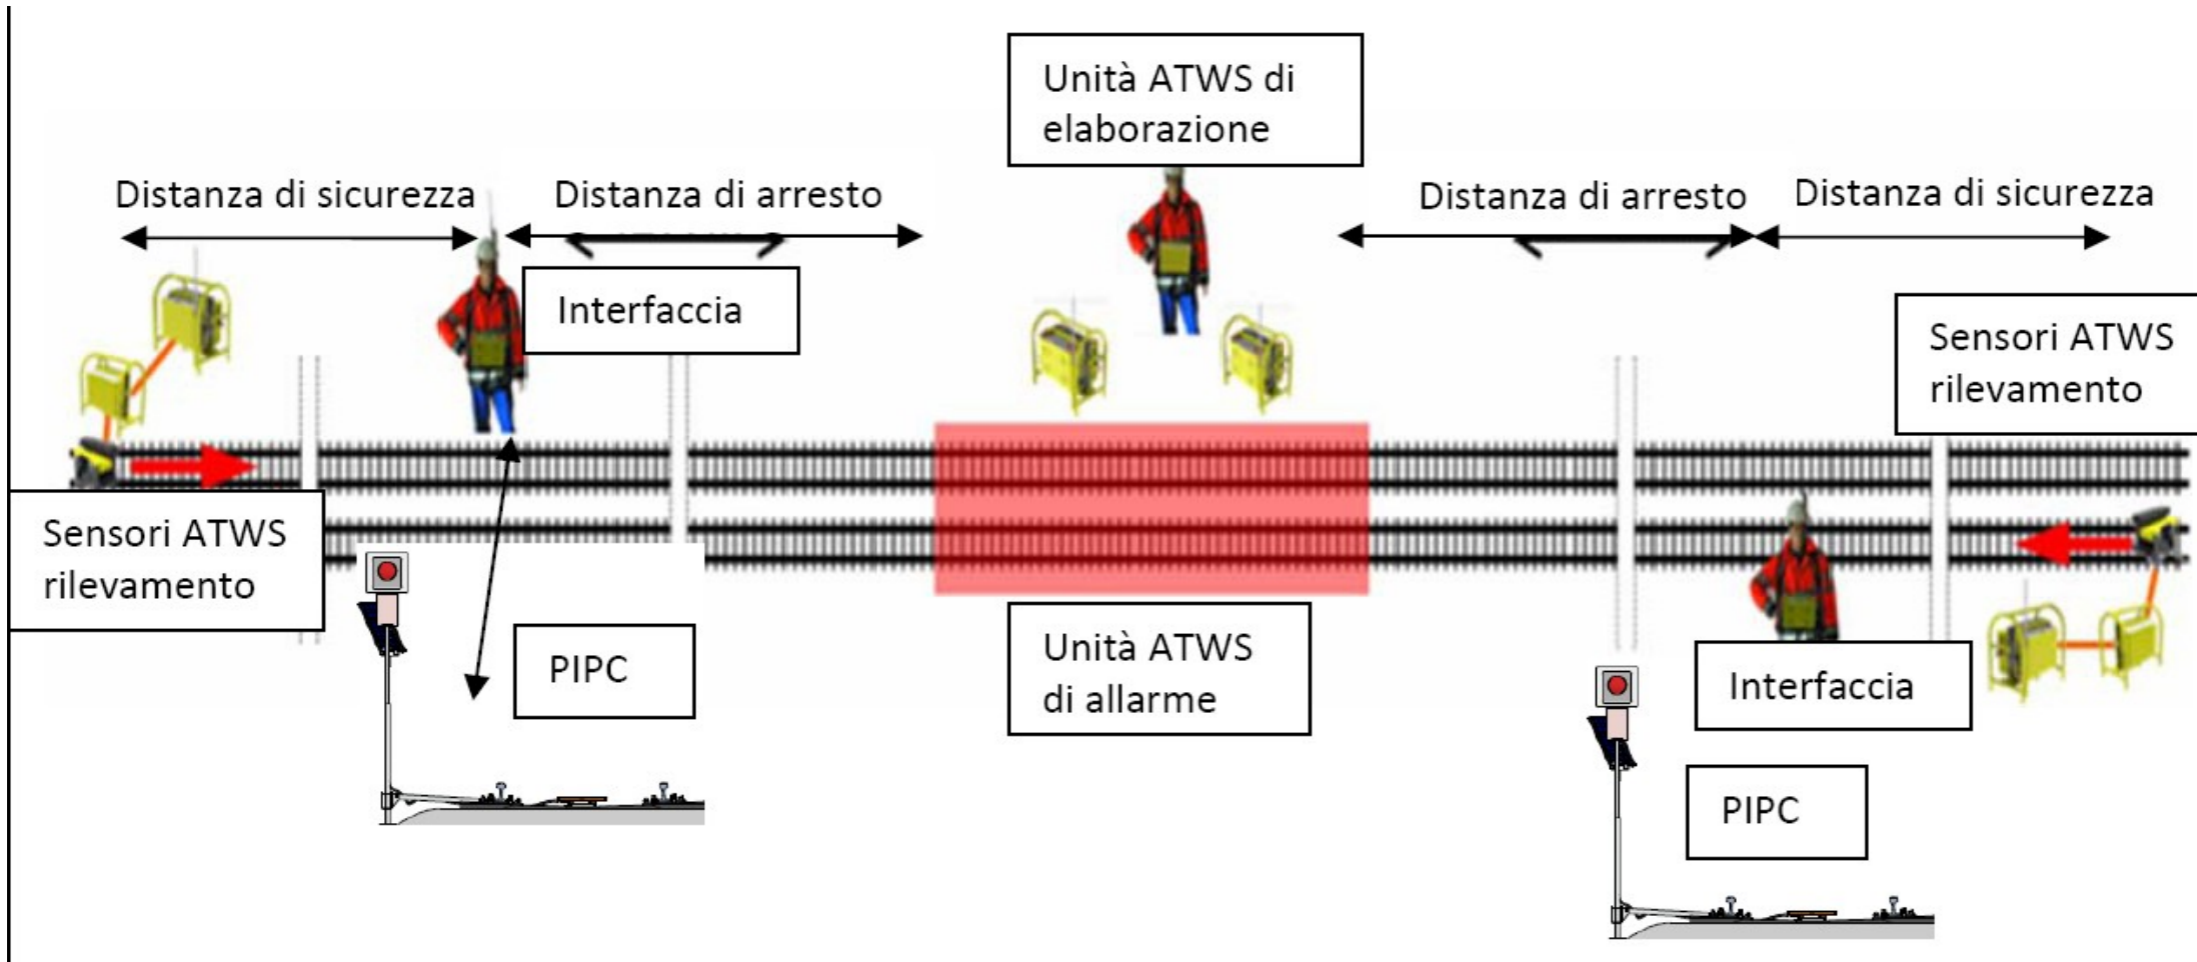 Unità ATWS di
elaborazione
Distanza di sicurezza
Distanza di arresto
Distanza di arresto
Distanza di sicurezza
Interfaccia
Sensori ATWS
rilevamento
Sensori ATWS
rilevamento
PIPC
Unità ATWS
di allarme
Interfaccia
PIPC